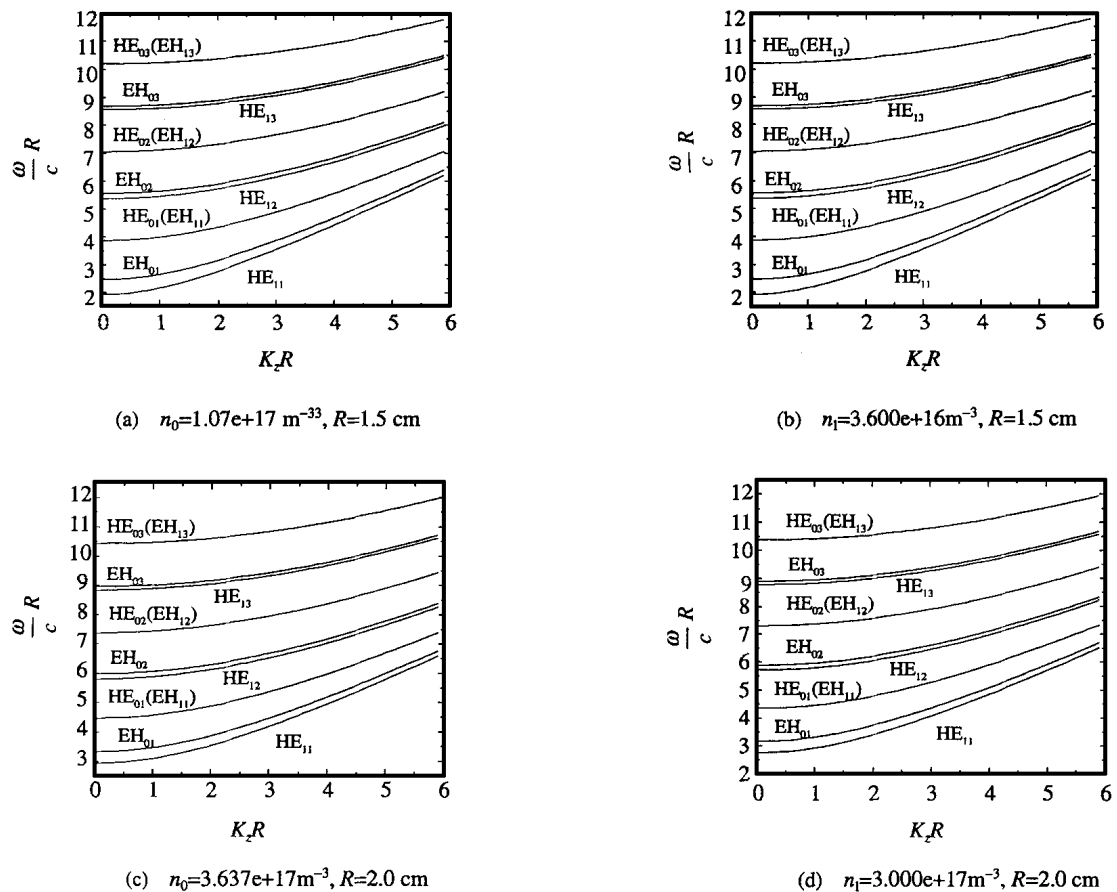 12
11
10
9
8
7
6
5
4
3
2
HE₀₃(EH₁₃)
EH₀₃
HE₁₃
HE₀₂(EH₁₂)
EH₀₂
HE₁₂
HE₀₁(EH₁₁)
EH₀₁
HE₁₁
ω/c R
0 1 2 3 4 5 6
K_zR
(a) n₀=1.07e+17 m⁻³³, R=1.5 cm
12
11
10
9
8
7
6
5
4
3
2
HE₀₃(EH₁₃)
EH₀₃
HE₁₃
HE₀₂(EH₁₂)
EH₀₂
HE₁₂
HE₀₁(EH₁₁)
EH₀₁
HE₁₁
ω/c R
0 1 2 3 4 5 6
K_zR
(b) n₁=3.600e+16m⁻³, R=1.5 cm
12
11
10
9
8
7
6
5
4
3
HE₀₃(EH₁₃)
EH₀₃
HE₁₃
HE₀₂(EH₁₂)
EH₀₂
HE₁₂
HE₀₁(EH₁₁)
EH₀₁
HE₁₁
ω/c R
0 1 2 3 4 5 6
K_zR
(c) n₀=3.637e+17m⁻³, R=2.0 cm
12
11
10
9
8
7
6
5
4
3
2
HE₀₃(EH₁₃)
EH₀₃
HE₁₃
HE₀₂(EH₁₂)
EH₀₂
HE₁₂
HE₀₁(EH₁₁)
EH₀₁
HE₁₁
ω/c R
0 1 2 3 4 5 6
K_zR
(d) n₁=3.000e+17m⁻³, R=2.0 cm